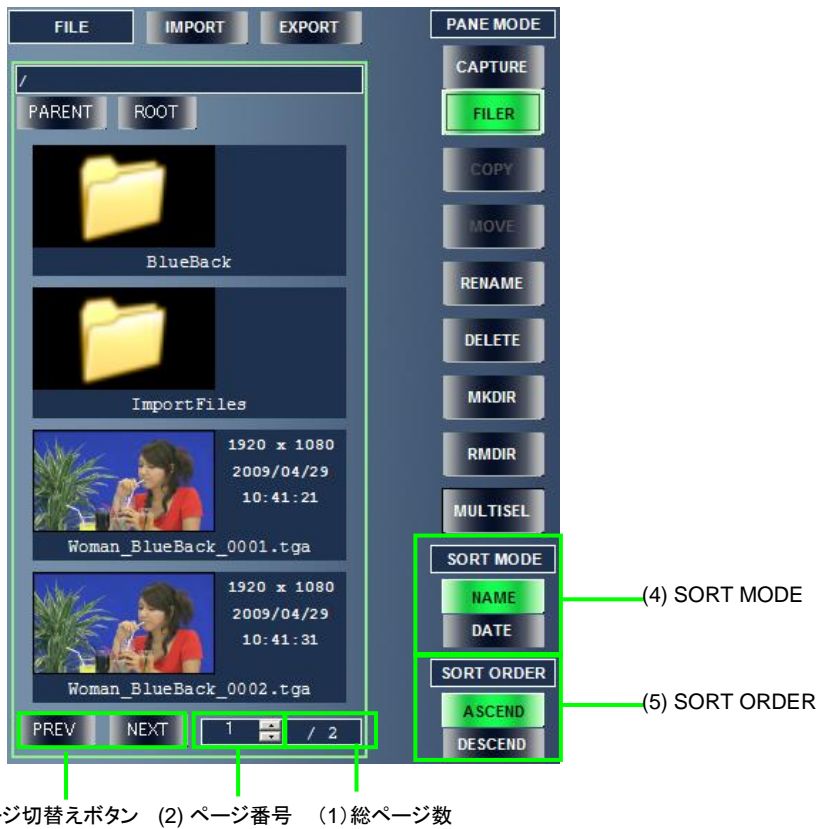 FILE IMPORT EXPORT
/
PARENT ROOT
BlueBack
ImportFiles
1920 x 1080
2009/04/29
10:41:21
Woman_BlueBack_0001.tga
1920 x 1080
2009/04/29
10:41:31
Woman_BlueBack_0002.tga
PREV NEXT 1 / 2
PANE MODE
CAPTURE
FILER
COPY
MOVE
RENAME
DELETE
MKDIR
RMDIR
MULTISEL
SORT MODE
NAME
DATE
SORT ORDER
ASCEND
DESCEND
(4) SORT MODE
(5) SORT ORDER
ジ切替えボタン (2) ページ番号 (1)総ページ数